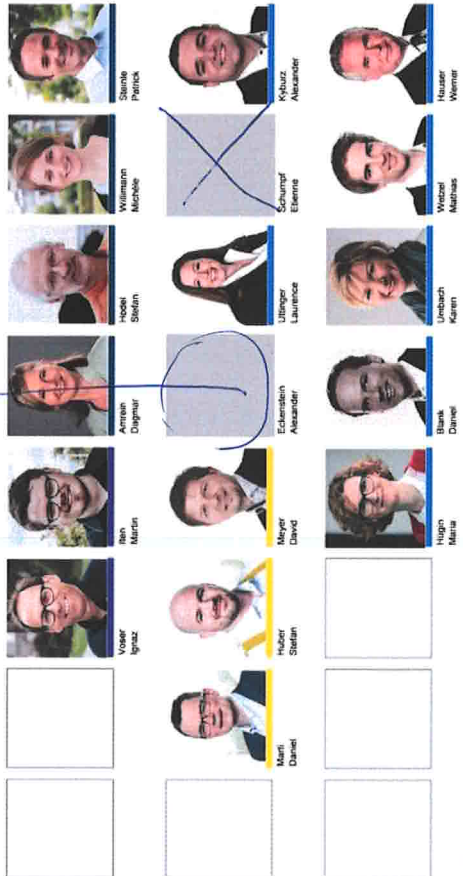 Steinle
Patrick
Kyburz
Alexander
Hauser
Werner
Willimann
Michèle
Schumpf
Etienne
Wetzel
Mathias
Hodel
Stefan
Uttinger
Laurence
Umbach
Karen
Amrein
Dagmar
Eckenstein
Alexander
Blank
Daniel
Iten
Martin
Meyer
David
Hügin
Maria
Voser
Ignaz
Huber
Stefan
Marti
Daniel